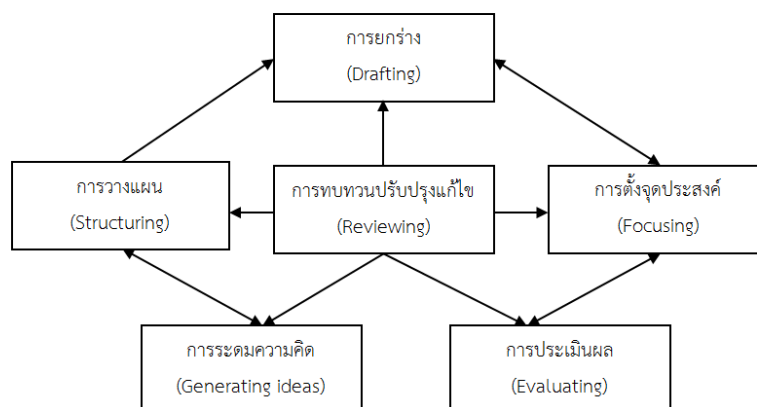 การยกร่าง
(Drafting)
การวางแผน
(Structuring)
การทบทวนปรับปรุงแก้ไข
(Reviewing)
การตั้งจุดประสงค์
(Focusing)
การระดมความคิด
(Generating ideas)
การประเมินผล
(Evaluating)